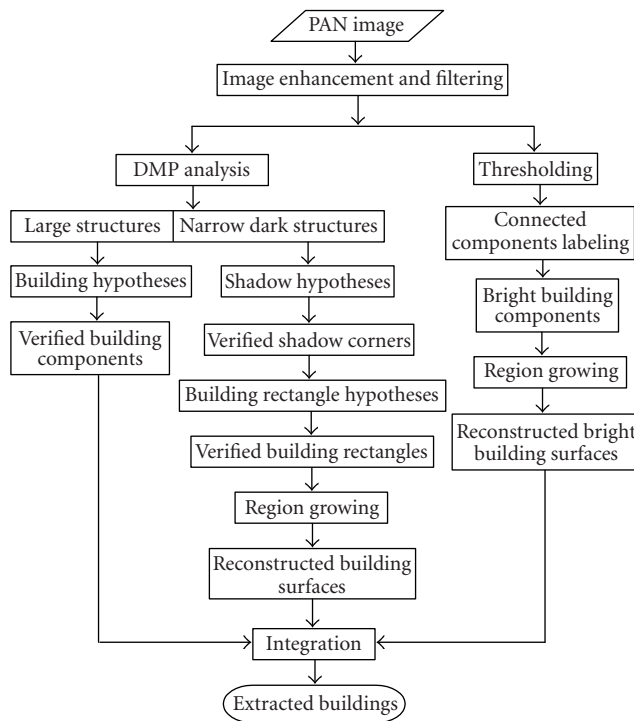 PAN image
Image enhancement and filtering
DMP analysis
Thresholding
Large structures
Narrow dark structures
Connected
components labeling
Building hypotheses
Shadow hypotheses
Bright building
components
Verified building
components
Verified shadow corners
Region growing
Building rectangle hypotheses
Reconstructed bright
building surfaces
Verified building rectangles
Region growing
Reconstructed building
surfaces
Integration
Extracted buildings